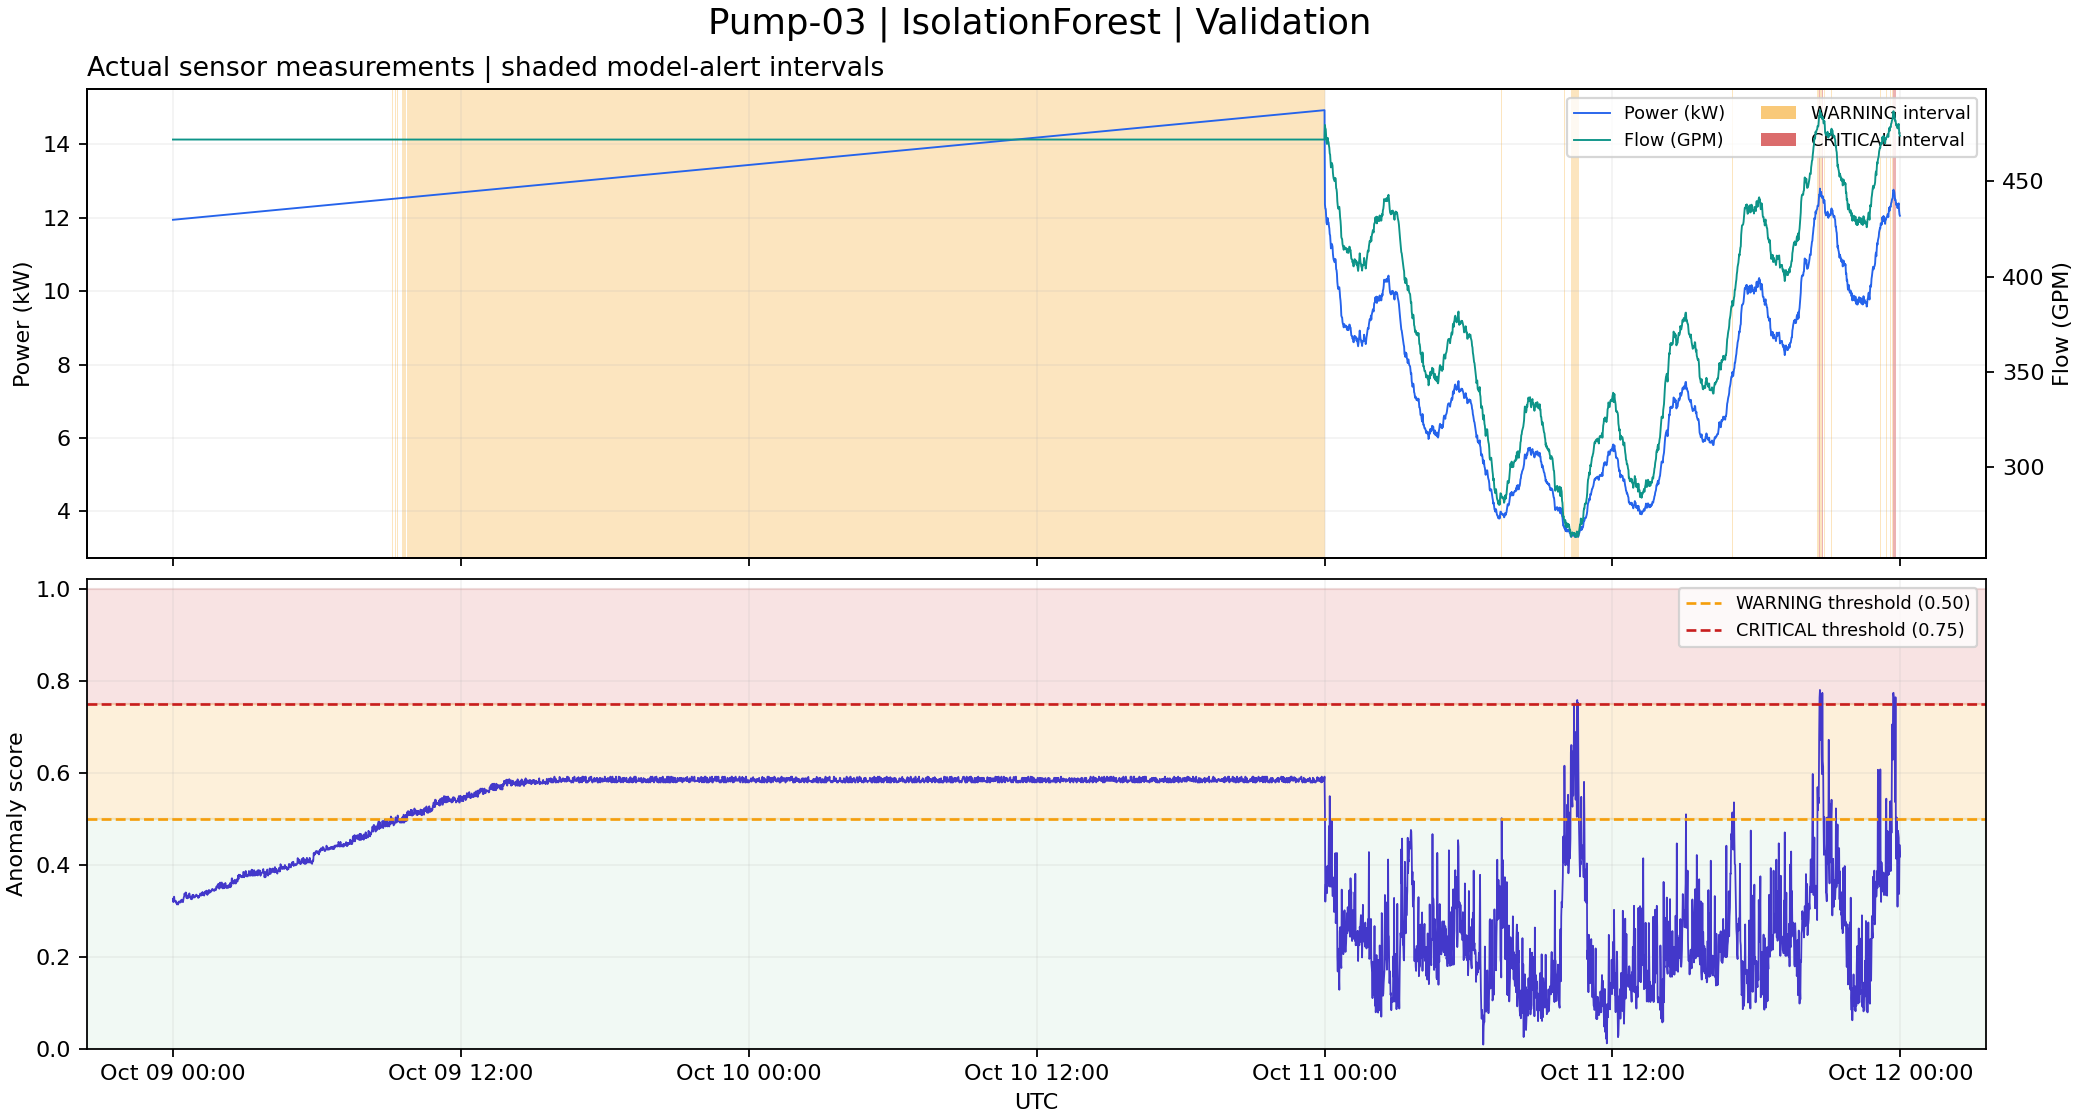 Pump-03 | IsolationForest | Validation
Actual sensor measurements | shaded model-alert intervals
Power (kW)
14
12
10
8
6
4
Power (kW)
Flow (GPM)
WARNING interval
CRITICAL interval
450
400
350
300
Flow (GPM)
Anomaly score
1.0
0.8
0.6
0.4
0.2
0.0
WARNING threshold (0.50)
CRITICAL threshold (0.75)
Oct 09 00:00
Oct 09 12:00
Oct 10 00:00
Oct 10 12:00
Oct 11 00:00
Oct 11 12:00
Oct 12 00:00
UTC